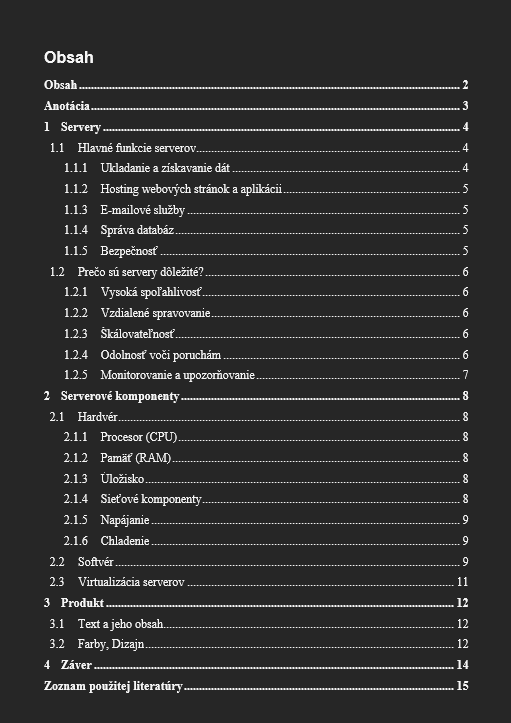 Obsah
Obsah 2
Anotácia 3
1 Servery 4
1.1 Hlavné funkcie serverov 4
1.1.1 Ukladanie a získavanie dát 4
1.1.2 Hosting webových stránok a aplikácii 5
1.1.3 E-mailové služby 5
1.1.4 Správa databáz 5
1.1.5 Bezpečnosť 5
1.2 Prečo sú servery dôležité? 6
1.2.1 Vysoká spoľahlivosť 6
1.2.2 Vzdialené spravovanie 6
1.2.3 Škálovateľnosť 6
1.2.4 Odolnosť voči poruchám 6
1.2.5 Monitorovanie a upozorňovanie 7
2 Serverové komponenty 8
2.1 Hardvér 8
2.1.1 Procesor (CPU) 8
2.1.2 Pamäť (RAM) 8
2.1.3 Úložisko 8
2.1.4 Sieťové komponenty 8
2.1.5 Napájanie 9
2.1.6 Chladenie 9
2.2 Softvér 9
2.3 Virtualizácia serverov 11
3 Produkt 12
3.1 Text a jeho obsah 12
3.2 Farby, Dizajn 12
4 Záver 14
Zoznam použitej literatúry 15